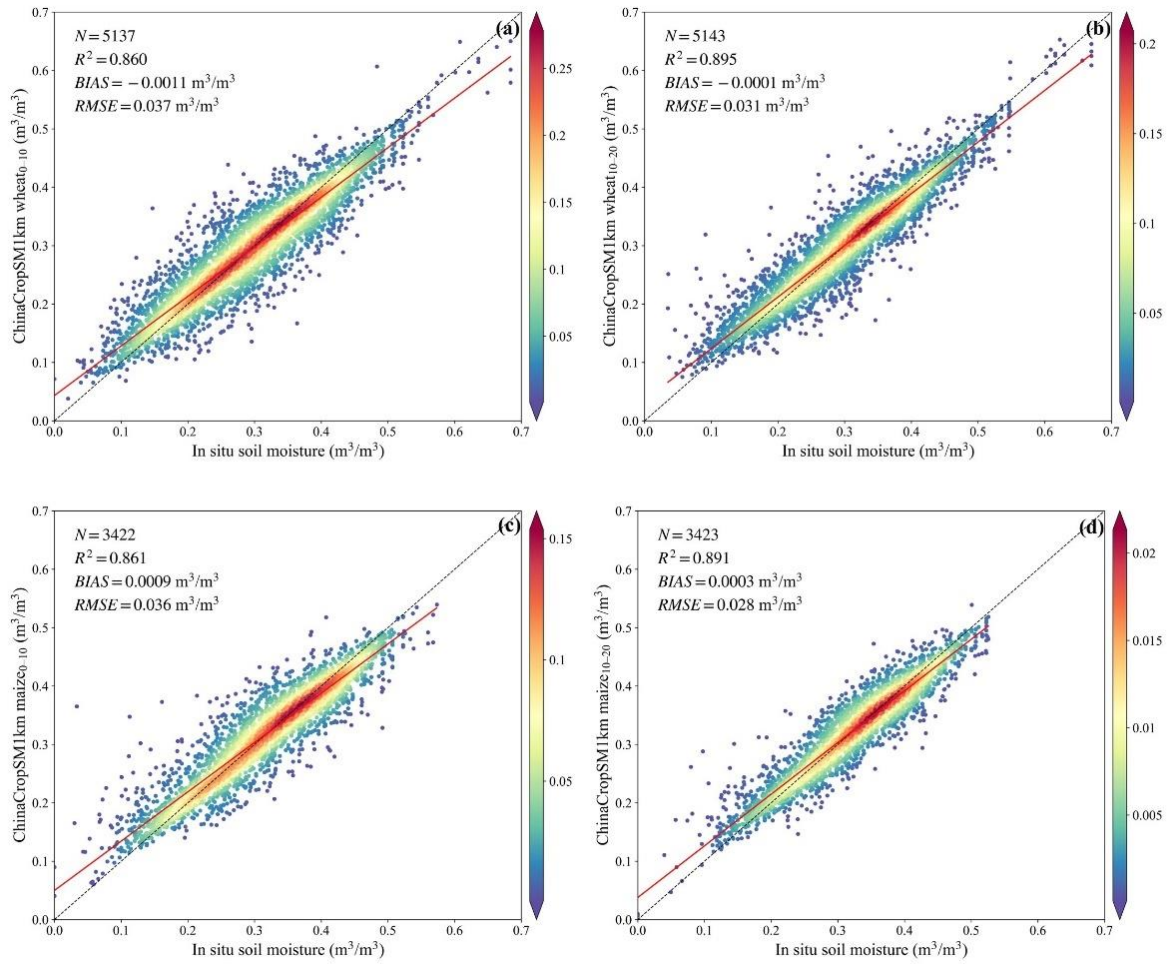 (a)
N=5137
R²=0.860
BIAS=−0.0011 m³/m³
RMSE=0.037 m³/m³
ChinaCropSM1km wheat₀₋₁₀ (m³/m³)
0.7
0.6
0.5
0.4
0.3
0.2
0.1
0.0
0.0 0.1 0.2 0.3 0.4 0.5 0.6 0.7
In situ soil moisture (m³/m³)
0.25
0.2
0.15
0.1
0.05
(b)
N=5143
R²=0.895
BIAS=−0.0001 m³/m³
RMSE=0.031 m³/m³
ChinaCropSM1km wheat₁₀₋₂₀ (m³/m³)
0.7
0.6
0.5
0.4
0.3
0.2
0.1
0.0
0.0 0.1 0.2 0.3 0.4 0.5 0.6 0.7
In situ soil moisture (m³/m³)
0.2
0.15
0.1
0.05
(c)
N=3422
R²=0.861
BIAS=0.0009 m³/m³
RMSE=0.036 m³/m³
ChinaCropSM1km maize₀₋₁₀ (m³/m³)
0.7
0.6
0.5
0.4
0.3
0.2
0.1
0.0
0.0 0.1 0.2 0.3 0.4 0.5 0.6 0.7
In situ soil moisture (m³/m³)
0.15
0.1
0.05
(d)
N=3423
R²=0.891
BIAS=0.0003 m³/m³
RMSE=0.028 m³/m³
ChinaCropSM1km maize₁₀₋₂₀ (m³/m³)
0.7
0.6
0.5
0.4
0.3
0.2
0.1
0.0
0.0 0.1 0.2 0.3 0.4 0.5 0.6 0.7
In situ soil moisture (m³/m³)
0.02
0.015
0.01
0.005